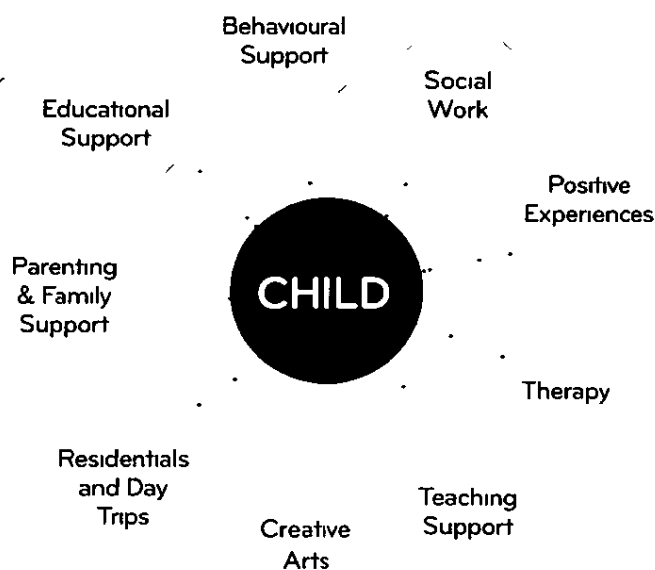 Behavioural
Support
Social
Work
Educational
Support
Positive
Experiences
Parenting
& Family
Support
CHILD
Therapy
Residentials
and Day
Trips
Teaching
Support
Creative
Arts